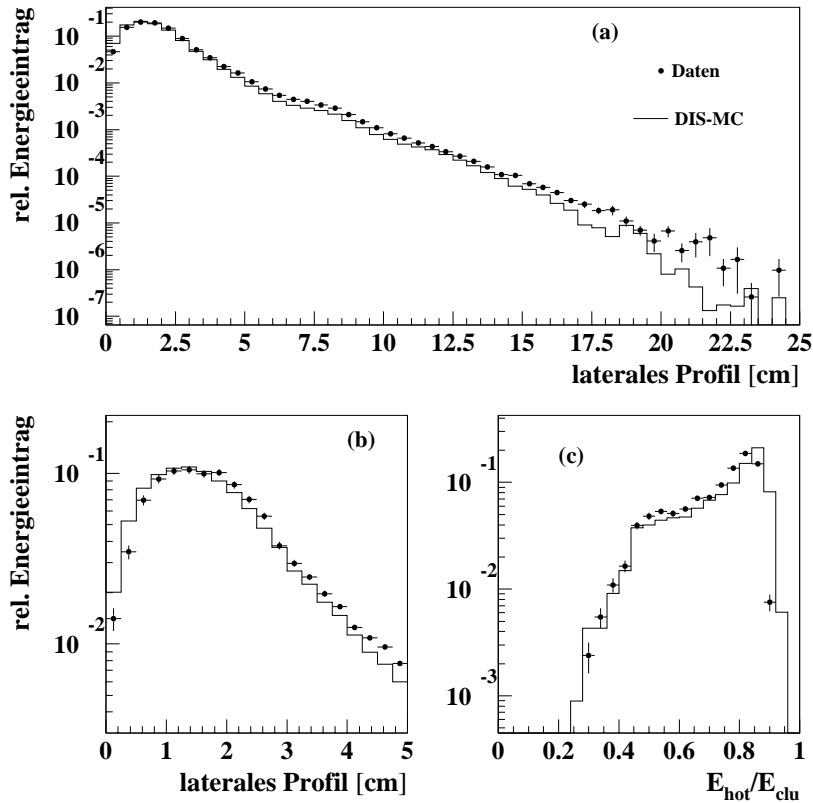 rel. Energieeintrag
10 -1
10 -2
10 -3
10 -4
10 -5
10 -6
10 -7
(a)
Daten
DIS-MC
0 2.5 5 7.5 10 12.5 15 17.5 20 22.5 25
laterales Profil [cm]
rel. Energieeintrag
10 -1
10 -2
(b)
0 1 2 3 4 5
laterales Profil [cm]
10 -1
10 -2
10 -3
(c)
0 0.2 0.4 0.6 0.8 1
E hot/E clu